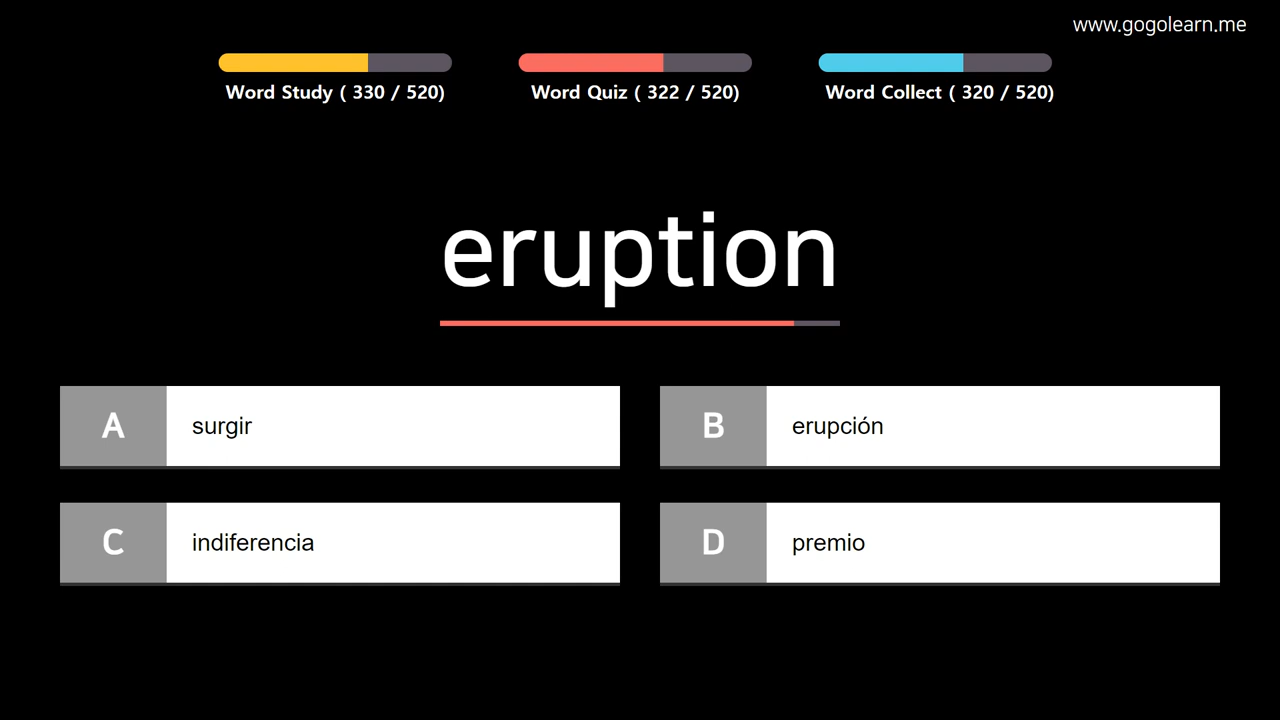 www.gogolearn.me
Word Study ( 330 / 520)
Word Quiz ( 322 / 520)
Word Collect ( 320 / 520)
eruption
A surgir
B erupción
C indiferencia
D premio